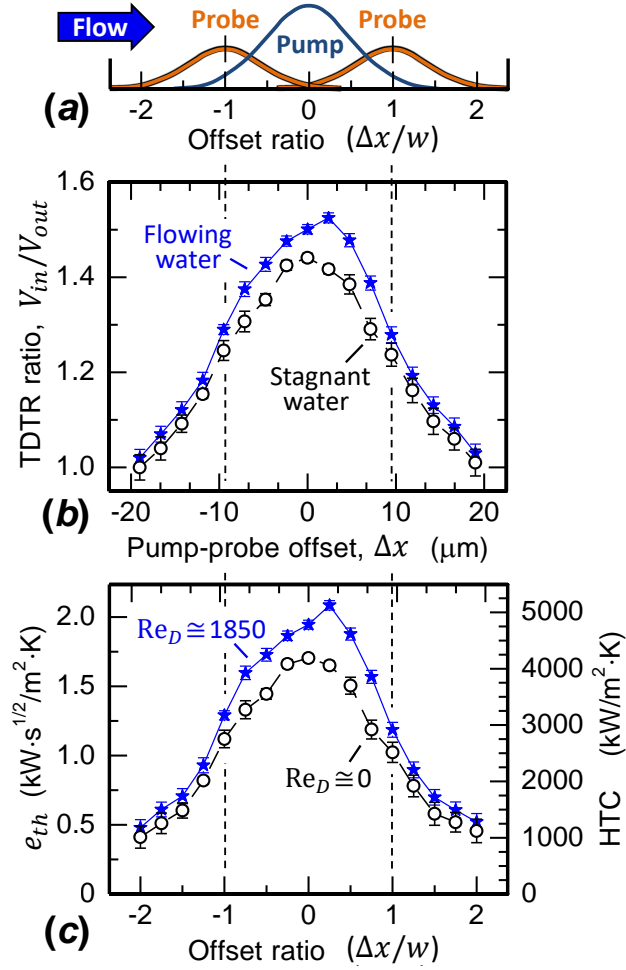 Flow
Probe Probe
Pump
-2 -1 0 1 2
(a)
Offset ratio (Δx/w)
1.6
1.4
1.2
1.0
TDTR ratio, V_in/V_out
Flowing
water
Stagnant
water
-20 -10 0 10 20
(b)
Pump-probe offset, Δx (μm)
2.0
1.5
1.0
0.5
0
e_th (kW·s^1/2/m^2·K)
Re_D ≅ 1850
Re_D ≅ 0
5000
4000
3000
2000
1000
0
HTC (kW/m^2·K)
-2 -1 0 1 2
(c)
Offset ratio (Δx/w)